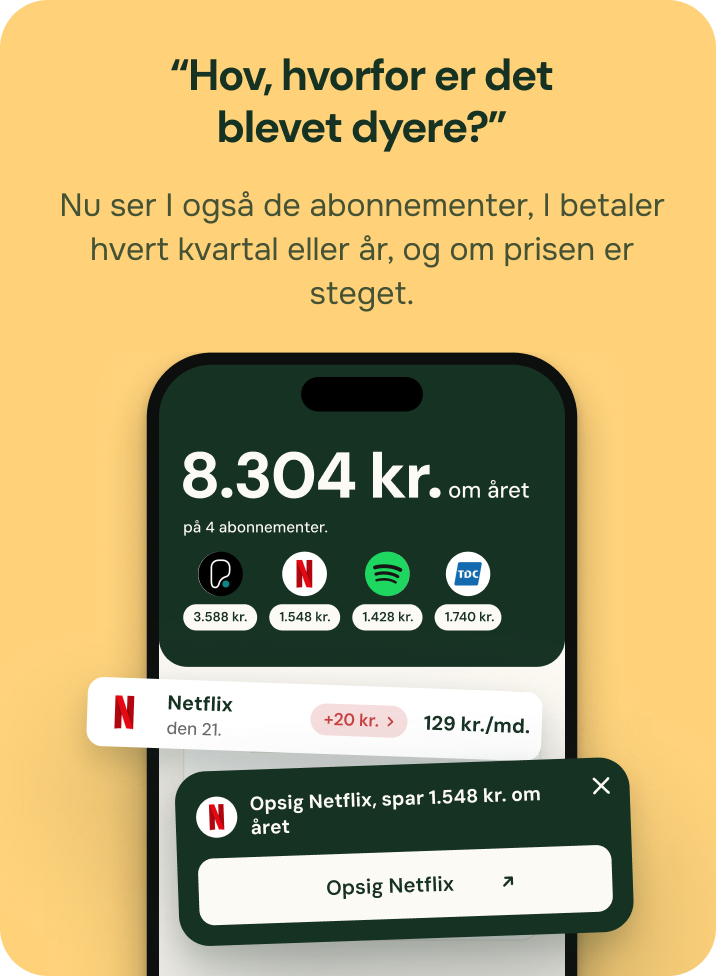 “Hov, hvorfor er det
blevet dyere?”
Nu ser I også de abonnementer, I betaler
hvert kvartal eller år, og om prisen er
steget.
8.304 kr. om året
på 4 abonnementer.
N TDC
3.588 kr. 1.548 kr. 1.428 kr. 1.740 kr.
N Netflix +20 kr. › 129 kr./md.
den 21.
N Opsig Netflix, spar 1.548 kr. om
året
Opsig Netflix